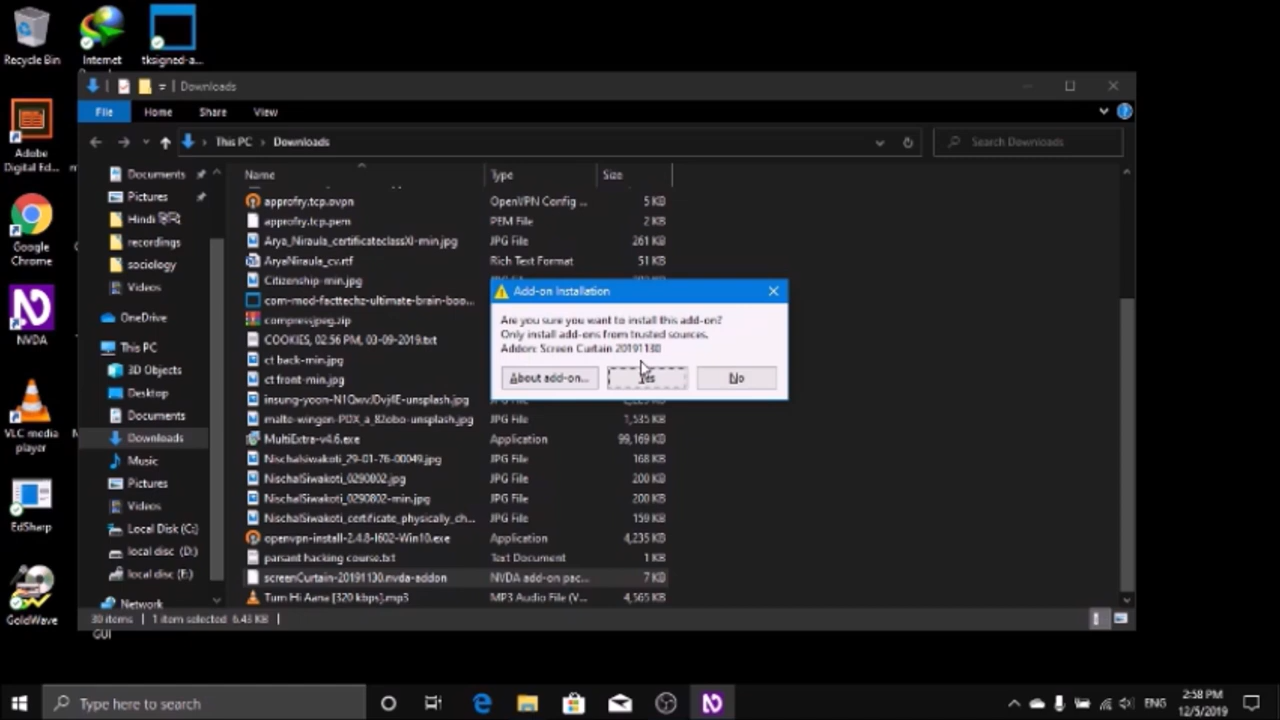 Recycle Bin
Internet
tksigned-a...
Downloads
File
Home
Share
View
This PC
Downloads
Search Downloads
Adobe
Digital Ed...
Google
Chrome
NVDA
VLC media
player
EdSharp
GoldWave
GUI
Documents
Pictures
Hindi हिन्दी
recordings
sociology
Videos
OneDrive
This PC
3D Objects
Desktop
Documents
Downloads
Music
Pictures
Videos
Local Disk (C:)
local disc (D:)
local disc (E:)
Network
Name Type Size
approfry.tcp.ovpn OpenVPN Config ... 5 KB
approfry.tcp.pem PEM File 2 KB
Arya_Niraula_certificateclassXI-min.jpg JPG File 261 KB
AryaNiraula_cv.rtf Rich Text Format 51 KB
Citizenship-min.jpg JPG File
com-mod-facttechz-ultimate-brain-boo...
compressjpeg.zip
COOKIES, 02.56 PM, 03-09-2019.txt
ct back-min.jpg
ct front-min.jpg
malte-wingen-PDX_a_82obo-unsplash.jpg JPG File 1,535 KB
MultiExtra-v4.6.exe Application 99,169 KB
NischalSiwakoti_29-01-76-00049.jpg JPG File 168 KB
NischalSiwakoti_0290002.jpg JPG File 200 KB
NischalSiwakoti_0290802-min.jpg JPG File 200 KB
NischalSiwakoti_certificate_physically_ch... JPG File 159 KB
openvpn-install-2.4.8-I602-Win10.exe Application 4,235 KB
parsant hacking course.txt Text Document 1 KB
screenCurtain-20191130.nvda-addon NVDA add-on pac... 7 KB
Tum Hi Aana [320 kbps].mp3 MP3 Audio File (V... 4,565 KB
30 items 1 item selected 6.43 KB
Add-on Installation
Are you sure you want to install this add-on?
Only install add-ons from trusted sources.
Addon: Screen Curtain 20191130
About add-on...
Yes
No
Type here to search
ENG
2:58 PM
12/5/2019